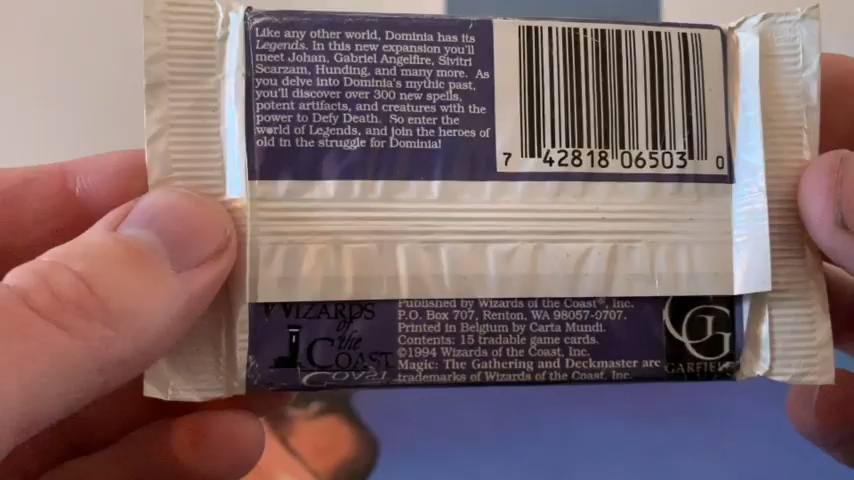 Like any other world, Dominia has its
Legends. In this new expansion you'll
meet Johan, Gabriel Angelfire, Sivitri
Scarzam, Hunding, and many more. As
you delve into Dominia's mythic past,
you'll discover over 300 new spells,
potent artifacts, and creatures with the
power to Defy Death. So enter the
world of Legends, and join the heroes of
old in the struggle for Dominia!
7 42818 06503 0
WIZARDS
of
the
COAST
Published by Wizards of the Coast®, Inc.
P.O. Box 707, Renton, WA 98057-0707.
Printed in Belgium by Carta Mundi.
Contents: 15 tradable game cards.
©1994 Wizards of the Coast, Inc.
Magic: The Gathering and Deckmaster are
trademarks of Wizards of the Coast, Inc.
GG
GARFIEL